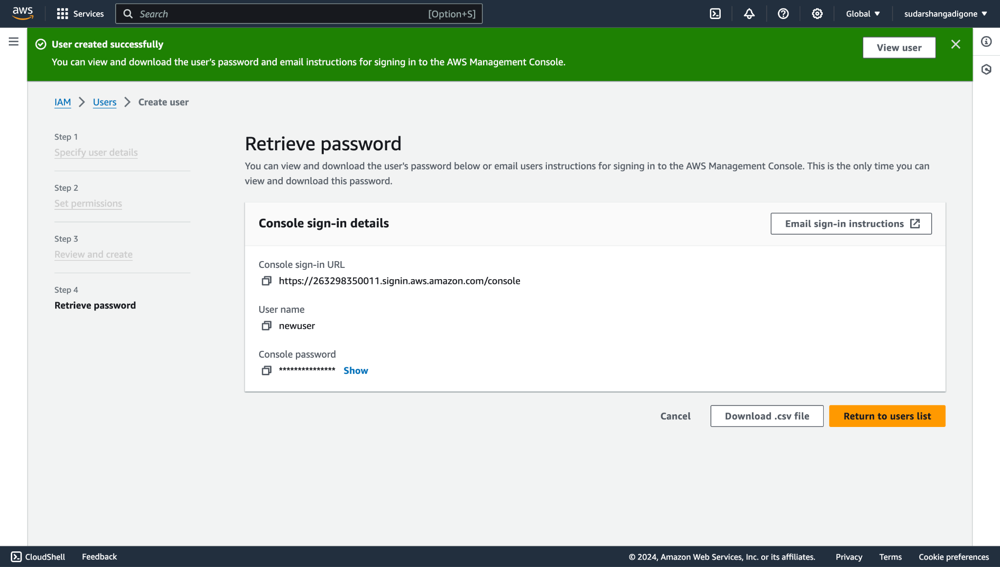 aws
Services
Search
[Option+S]
Global
sudarshangadigone
User created successfully
You can view and download the user’s password and email instructions for signing in to the AWS Management Console.
View user
IAM
Users
Create user
Step 1
Specify user details
Step 2
Set permissions
Step 3
Review and create
Step 4
Retrieve password
Retrieve password
You can view and download the user's password below or email users instructions for signing in to the AWS Management Console. This is the only time you can
view and download this password.
Console sign-in details
Email sign-in instructions
Console sign-in URL
https://263298350011.signin.aws.amazon.com/console
User name
newuser
Console password
*************** Show
Cancel
Download .csv file
Return to users list
CloudShell
Feedback
© 2024, Amazon Web Services, Inc. or its affiliates.
Privacy
Terms
Cookie preferences